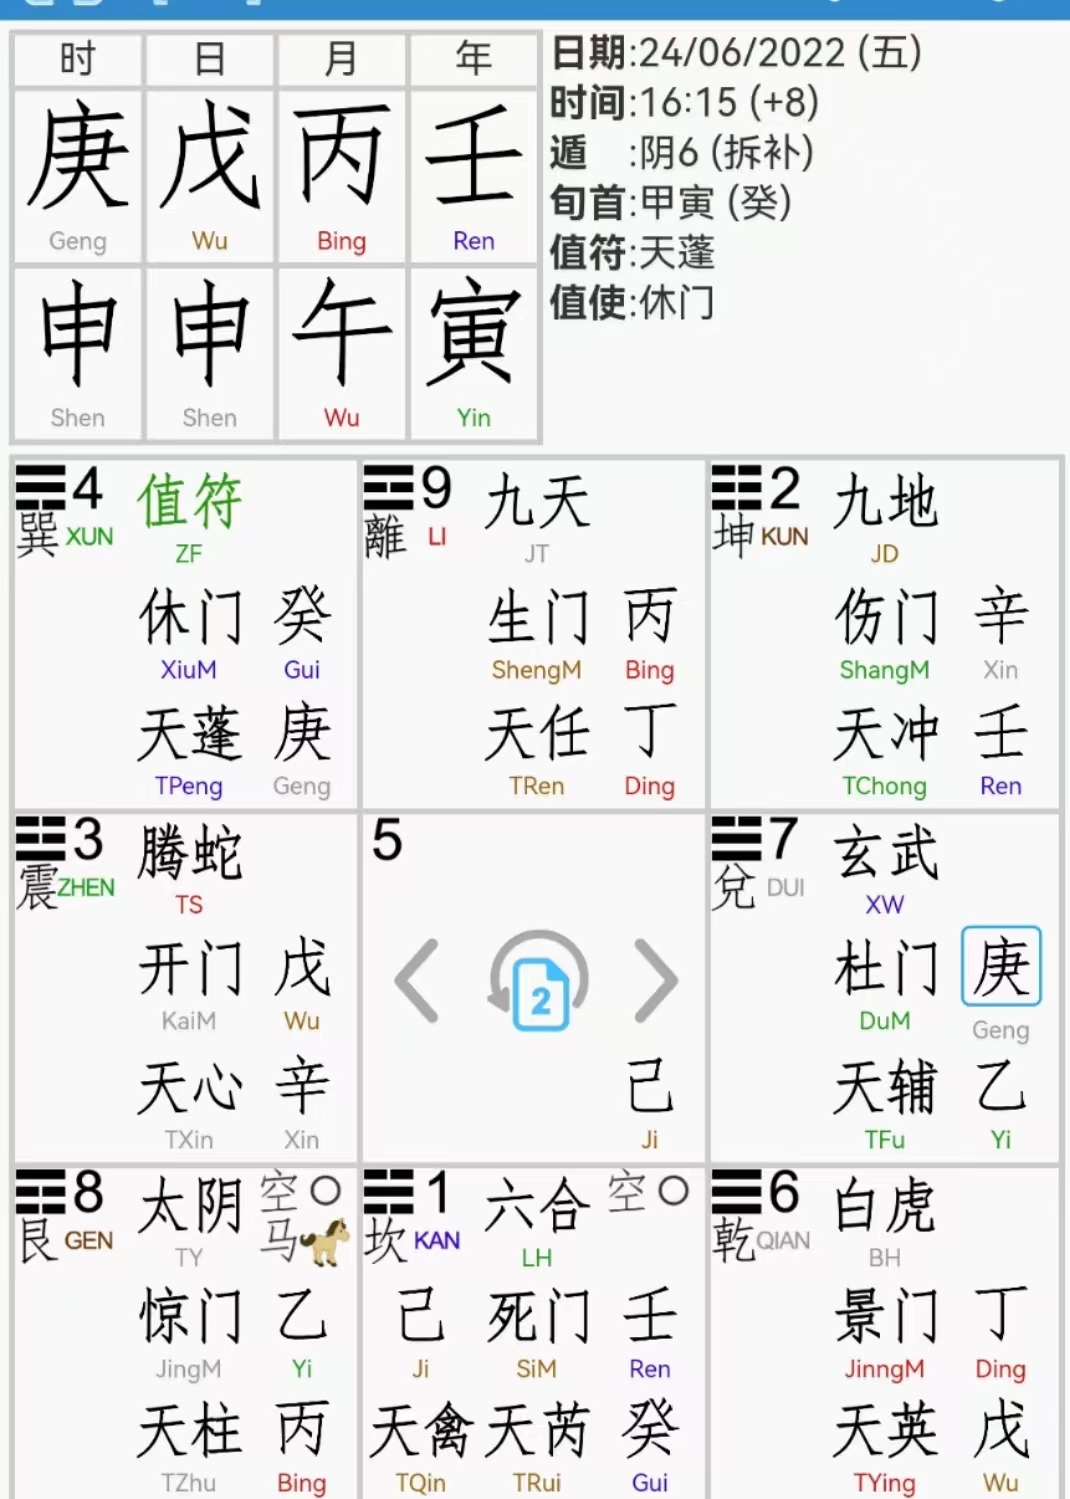 时 日 月 年
庚 戊 丙 壬
Geng Wu Bing Ren
申 申 午 寅
Shen Shen Wu Yin
日期:24/06/2022 (五)
时间:16:15 (+8)
遁 :阴6 (拆补)
旬首:甲寅 (癸)
值符:天蓬
值使:休门
4 值符
巽 XUN ZF
休门 癸
XiuM Gui
天蓬 庚
TPeng Geng
9 九天
離 LI JT
生门 丙
ShengM Bing
天任 丁
TRen Ding
2 九地
坤 KUN JD
伤门 辛
ShangM Xin
天冲 壬
TChong Ren
3 腾蛇
震 ZHEN TS
开门 戊
KaiM Wu
天心 辛
TXin Xin
5
2
己
Ji
7 玄武
兌 DUI XW
杜门 庚
DuM Geng
天辅 乙
TFu Yi
8 太阴 空
艮 GEN TY 马
惊门 乙
JingM Yi
天柱 丙
TZhu Bing
1 六合 空
坎 KAN LH
己 死门 壬
Ji SiM Ren
天禽 天芮 癸
TQin TRui Gui
6 白虎
乾 QIAN BH
景门 丁
JinngM Ding
天英 戊
TYing Wu